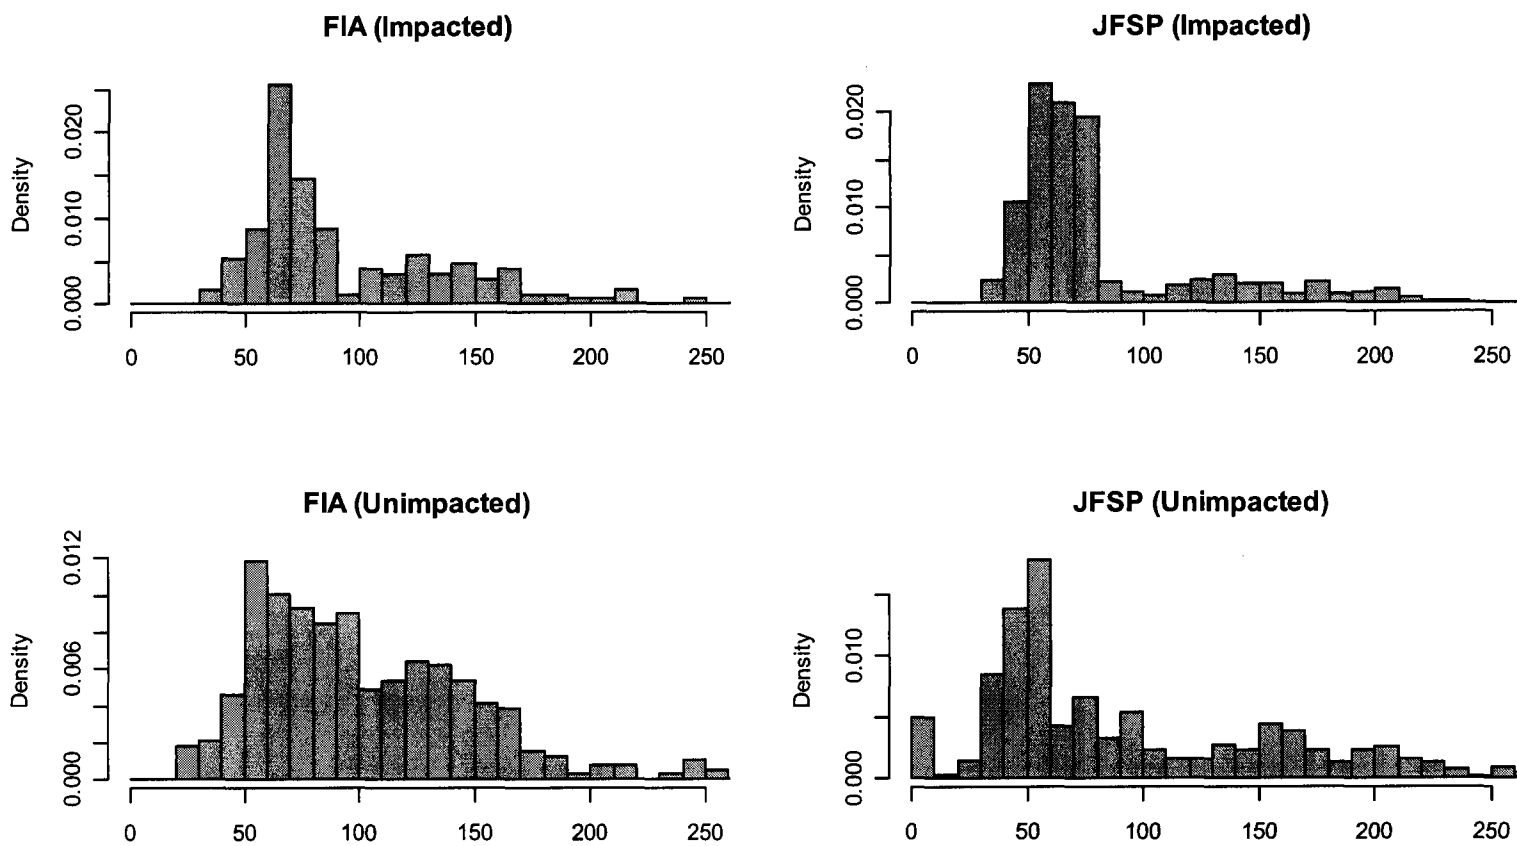 FIA (Impacted)
Density
0.000 0.010 0.020
0 50 100 150 200 250
JFSP (Impacted)
Density
0.000 0.010 0.020
0 50 100 150 200 250
FIA (Unimpacted)
Density
0.000 0.006 0.012
0 50 100 150 200 250
JFSP (Unimpacted)
Density
0.000 0.010
0 50 100 150 200 250